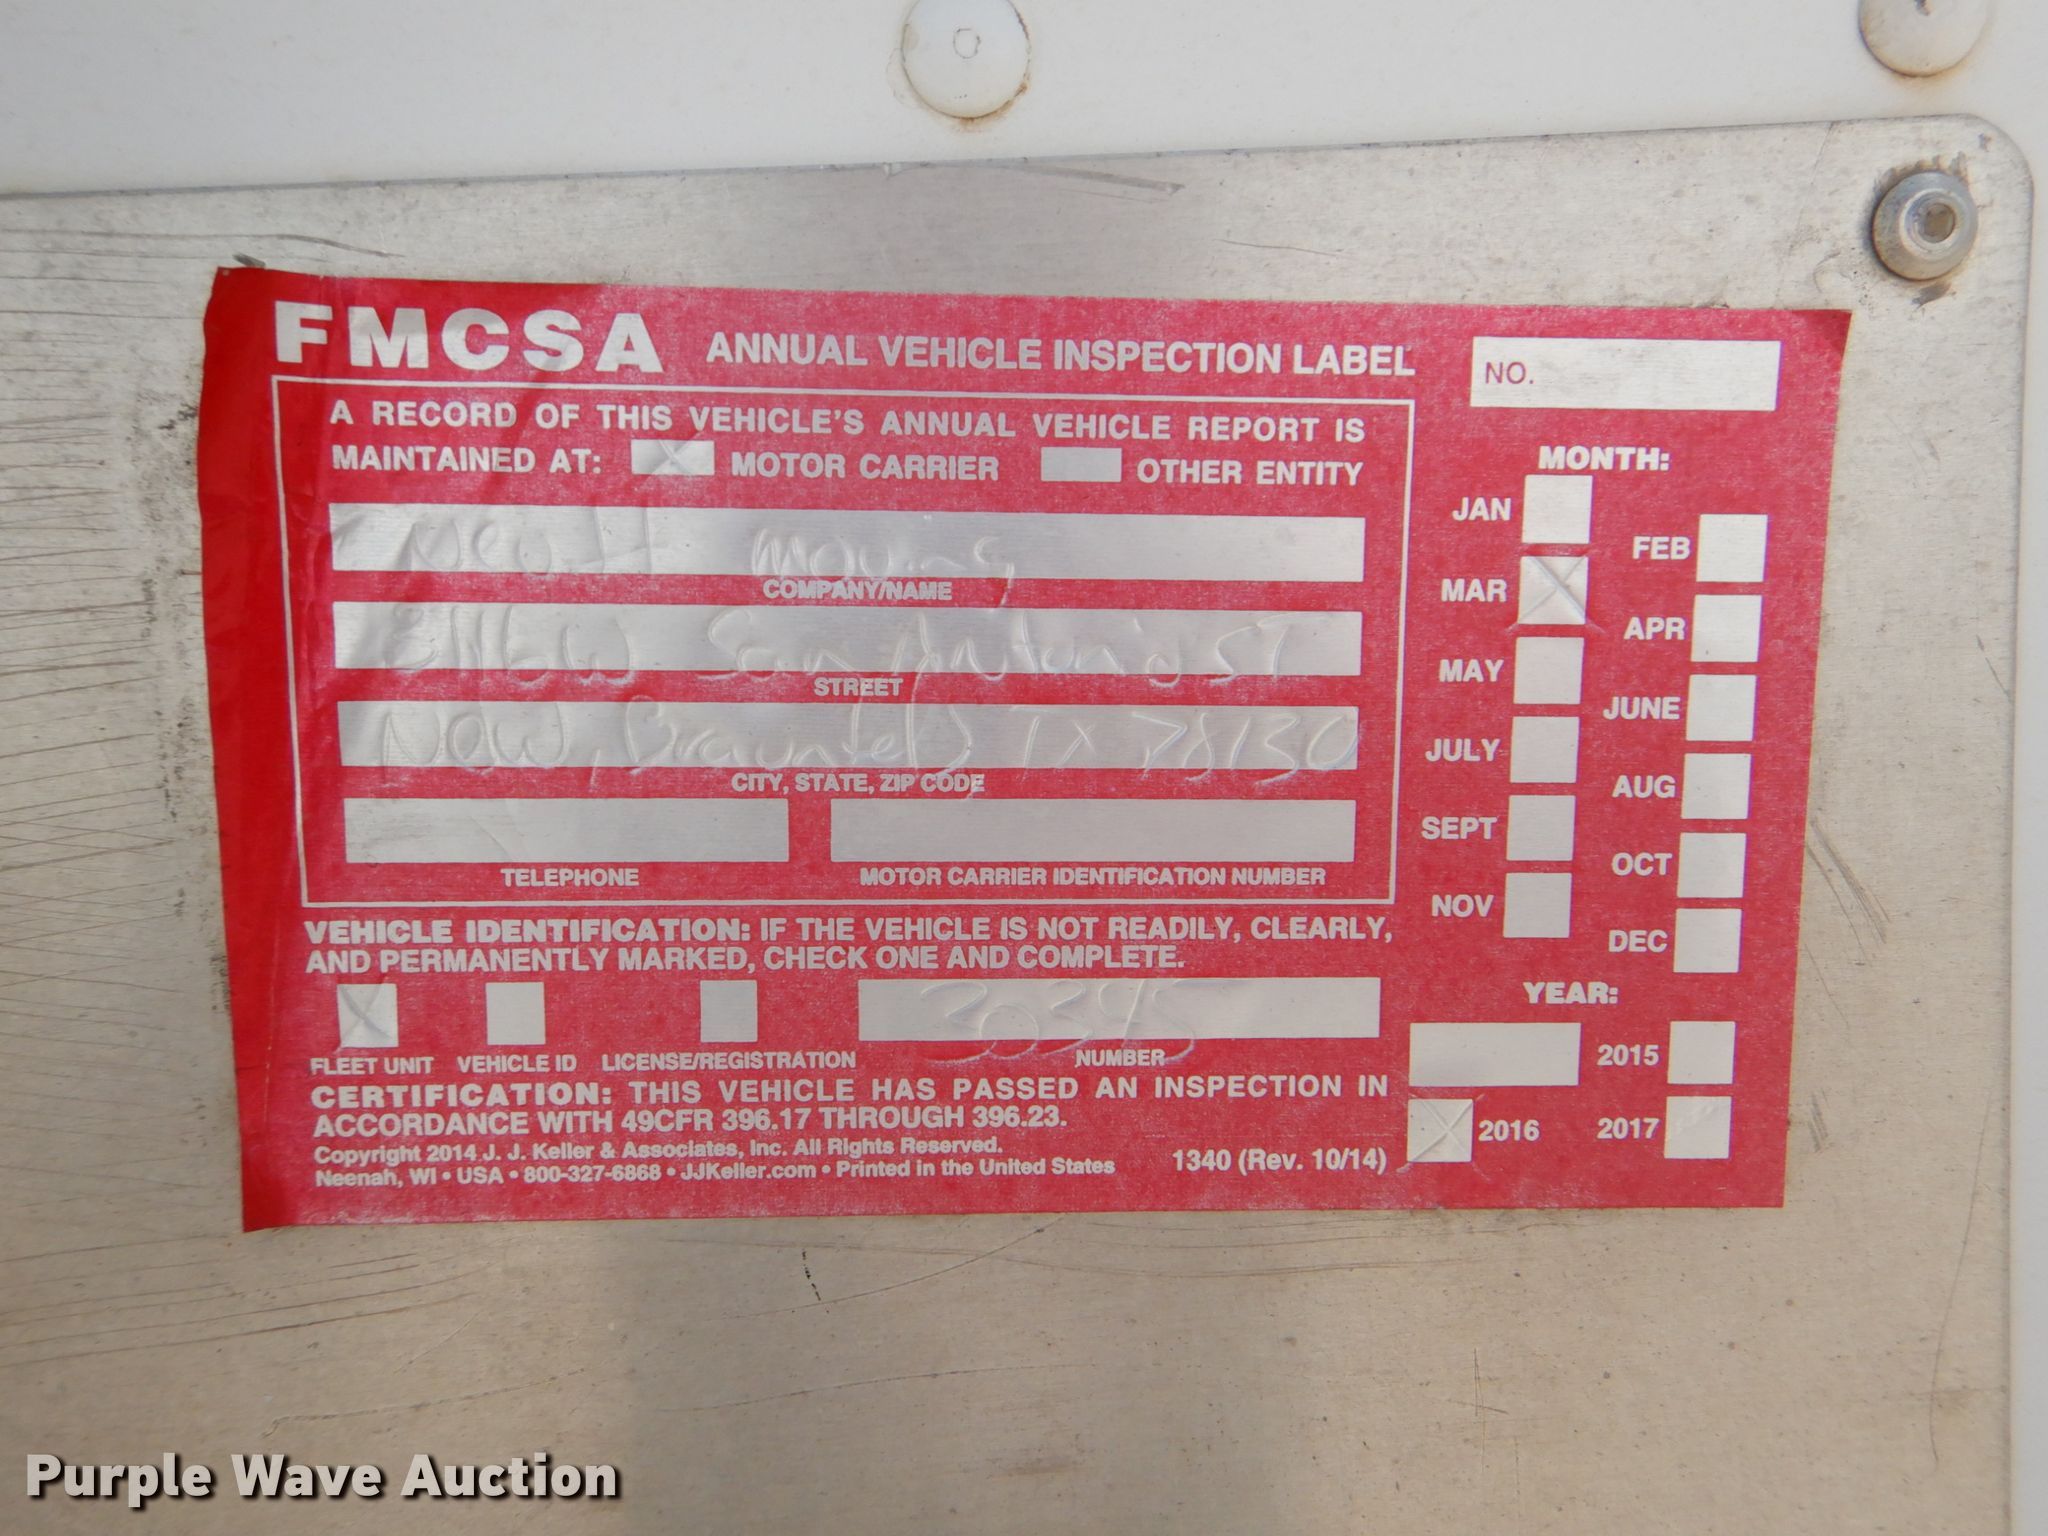 FMCSA ANNUAL VEHICLE INSPECTION LABEL
NO.
A RECORD OF THIS VEHICLE'S ANNUAL VEHICLE REPORT IS
MAINTAINED AT: X MOTOR CARRIER OTHER ENTITY
Moving
COMPANY/NAME
San Antonio ST
STREET
New Braunfels TX 78130
CITY, STATE, ZIP CODE
TELEPHONE
MOTOR CARRIER IDENTIFICATION NUMBER
VEHICLE IDENTIFICATION: IF THE VEHICLE IS NOT READILY, CLEARLY,
AND PERMANENTLY MARKED, CHECK ONE AND COMPLETE.
X 30345
FLEET UNIT VEHICLE ID LICENSE/REGISTRATION NUMBER
CERTIFICATION: THIS VEHICLE HAS PASSED AN INSPECTION IN
ACCORDANCE WITH 49CFR 396.17 THROUGH 396.23.
Copyright 2014 J. J. Keller & Associates, Inc. All Rights Reserved.
Neenah, WI • USA • 800-327-6868 • JJKeller.com • Printed in the United States
1340 (Rev. 10/14)
MONTH:
JAN
FEB
MAR X
APR
MAY
JUNE
JULY
AUG
SEPT
OCT
NOV
DEC
YEAR:
2015
X 2016 2017
Purple Wave Auction